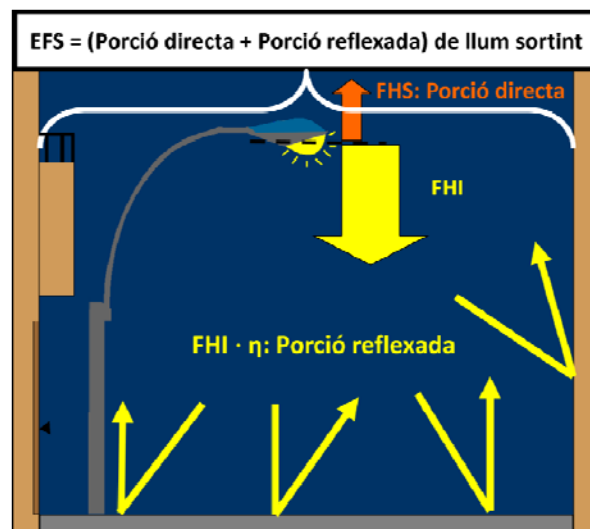 EFS = (Porció directa + Porció reflexada) de llum sortint
FHS: Porció directa
FHI
FHI · η: Porció reflexada